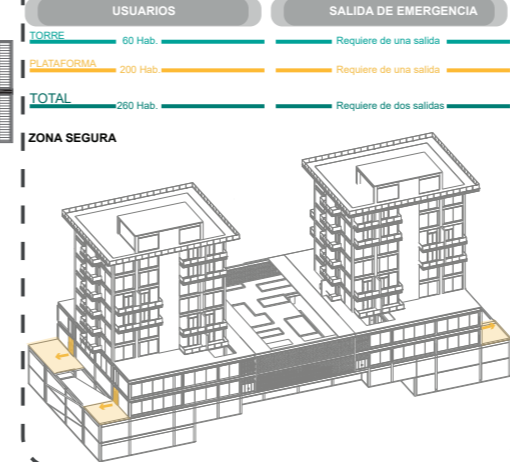 USUARIOS SALIDA DE EMERGENCIA
TORRE 60 Hab. Requiere de una salida
PLATAFORMA 200 Hab. Requiere de una salida
TOTAL 260 Hab. Requiere de dos salidas
ZONA SEGURA